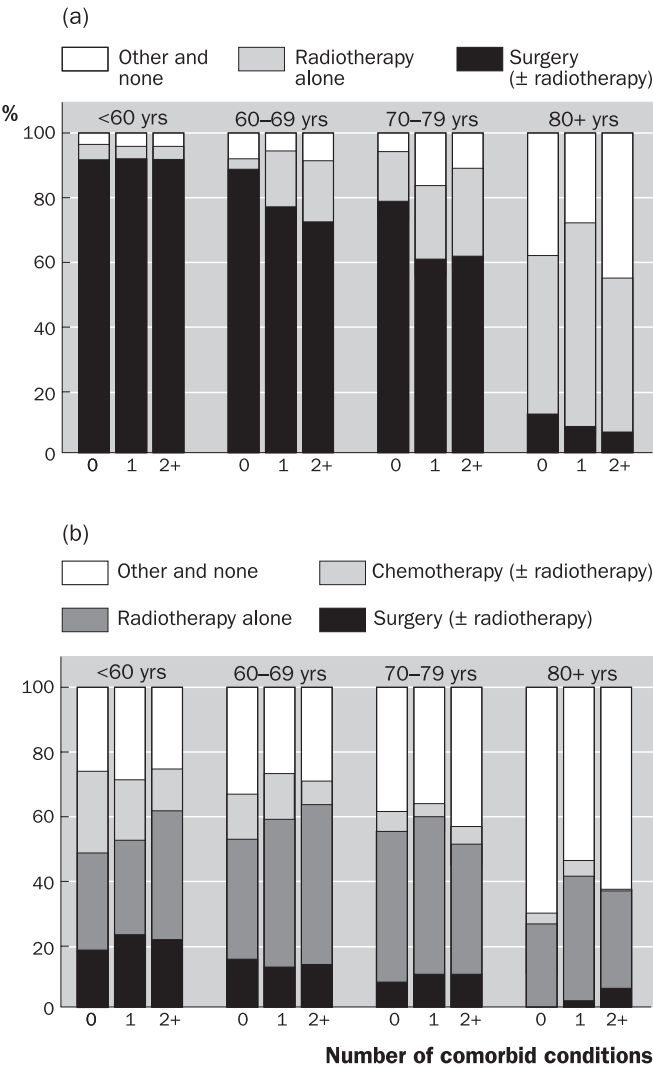 (a)
Other and none
Radiotherapy alone
Surgery (± radiotherapy)
%
<60 yrs 60–69 yrs 70–79 yrs 80+ yrs
100
80
60
40
20
0
0 1 2+ 0 1 2+ 0 1 2+ 0 1 2+
(b)
Other and none
Chemotherapy (± radiotherapy)
Radiotherapy alone
Surgery (± radiotherapy)
<60 yrs 60–69 yrs 70–79 yrs 80+ yrs
100
80
60
40
20
0
0 1 2+ 0 1 2+ 0 1 2+ 0 1 2+
Number of comorbid conditions